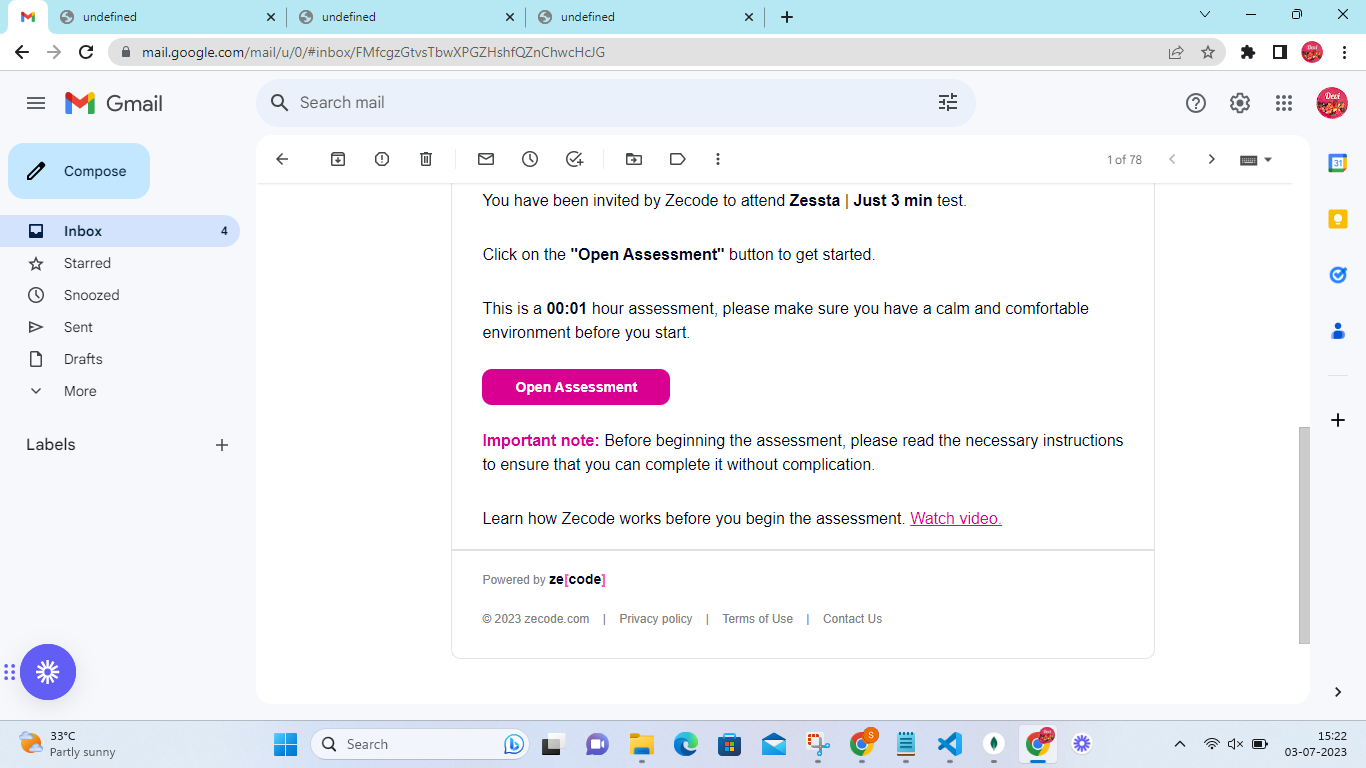 undefined
undefined
undefined
mail.google.com/mail/u/0/#inbox/FMfcgzGtvsTbwXPGZHshfQZnChwcHcJG
Gmail
Search mail
Compose
Inbox 4
Starred
Snoozed
Sent
Drafts
More
Labels
1 of 78
You have been invited by Zecode to attend Zessta | Just 3 min test.
Click on the "Open Assessment" button to get started.
This is a 00:01 hour assessment, please make sure you have a calm and comfortable
environment before you start.
Open Assessment
Important note: Before beginning the assessment, please read the necessary instructions
to ensure that you can complete it without complication.
Learn how Zecode works before you begin the assessment. Watch video.
Powered by ze[code]
© 2023 zecode.com | Privacy policy | Terms of Use | Contact Us
Devi
31
33°C
Partly sunny
Search
S
15:22
03-07-2023